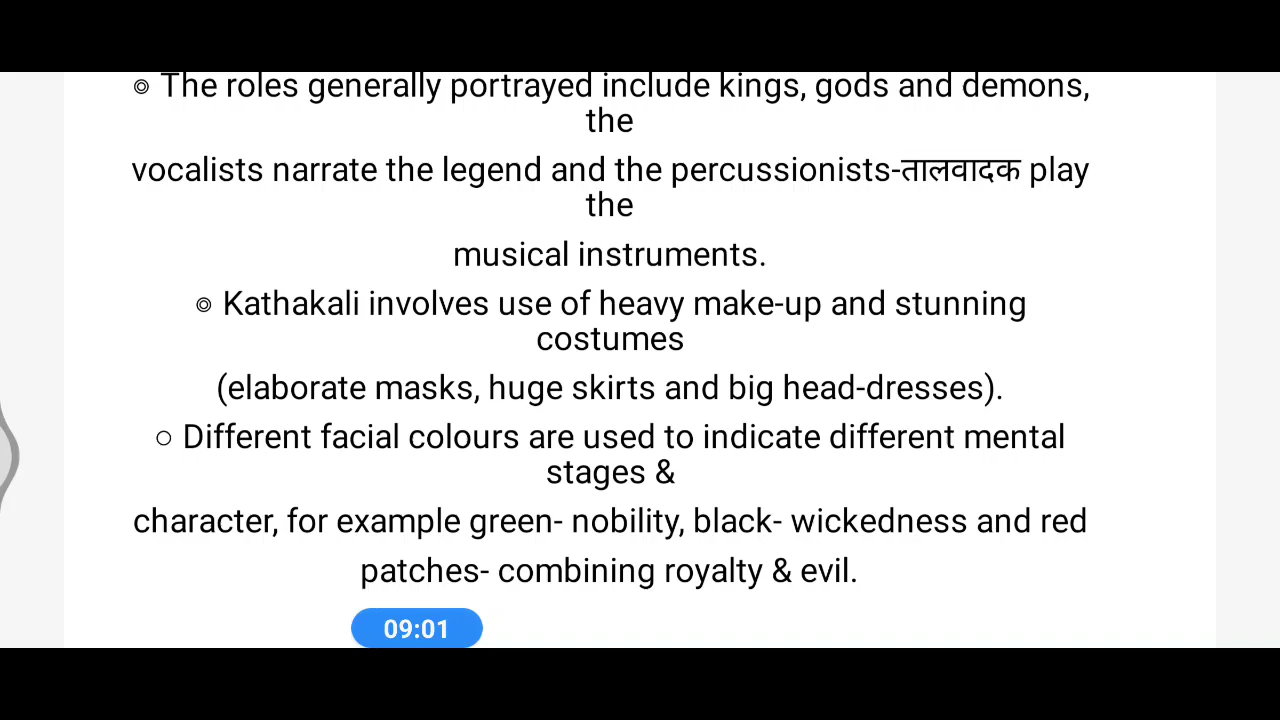 ◎ The roles generally portrayed include kings, gods and demons,
the
vocalists narrate the legend and the percussionists-तालवादक play
the
musical instruments.
◎ Kathakali involves use of heavy make-up and stunning
costumes
(elaborate masks, huge skirts and big head-dresses).
○ Different facial colours are used to indicate different mental
stages &
character, for example green- nobility, black- wickedness and red
patches- combining royalty & evil.
09:01